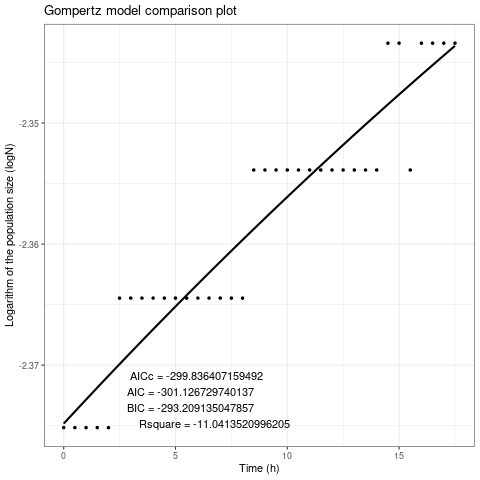 Gompertz model comparison plot
Logarithm of the population size (logN)
-2.35
-2.36
-2.37
AICc = -299.836407159492
AIC = -301.126729740137
BIC = -293.209135047857
Rsquare = -11.0413520996205
0 5 10 15
Time (h)